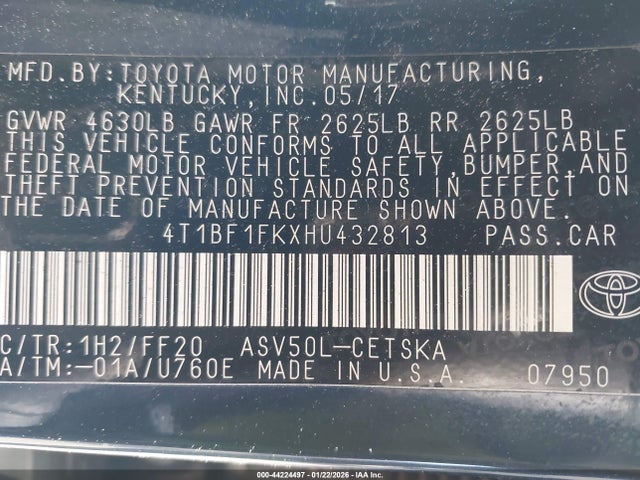 MFD.BY:TOYOTA MOTOR MANUFACTURING,
KENTUCKY,INC.05/17
GVWR 4630LB GAWR FR 2625LB RR 2625LB
THIS VEHICLE CONFORMS TO ALL APPLICABLE
FEDERAL MOTOR VEHICLE SAFETY,BUMPER,AND
THEFT PREVENTION STANDARDS IN EFFECT ON
THE DATE OF MANUFACTURE SHOWN ABOVE.
4T1BF1FKXHU432813 PASS.CAR
C/TR:1H2/FF20 ASV50L-CETSKA
A/TM:-01A/U760E MADE IN U.S.A. 07950
000-44224497 - 01/22/2026 - IAA Inc.